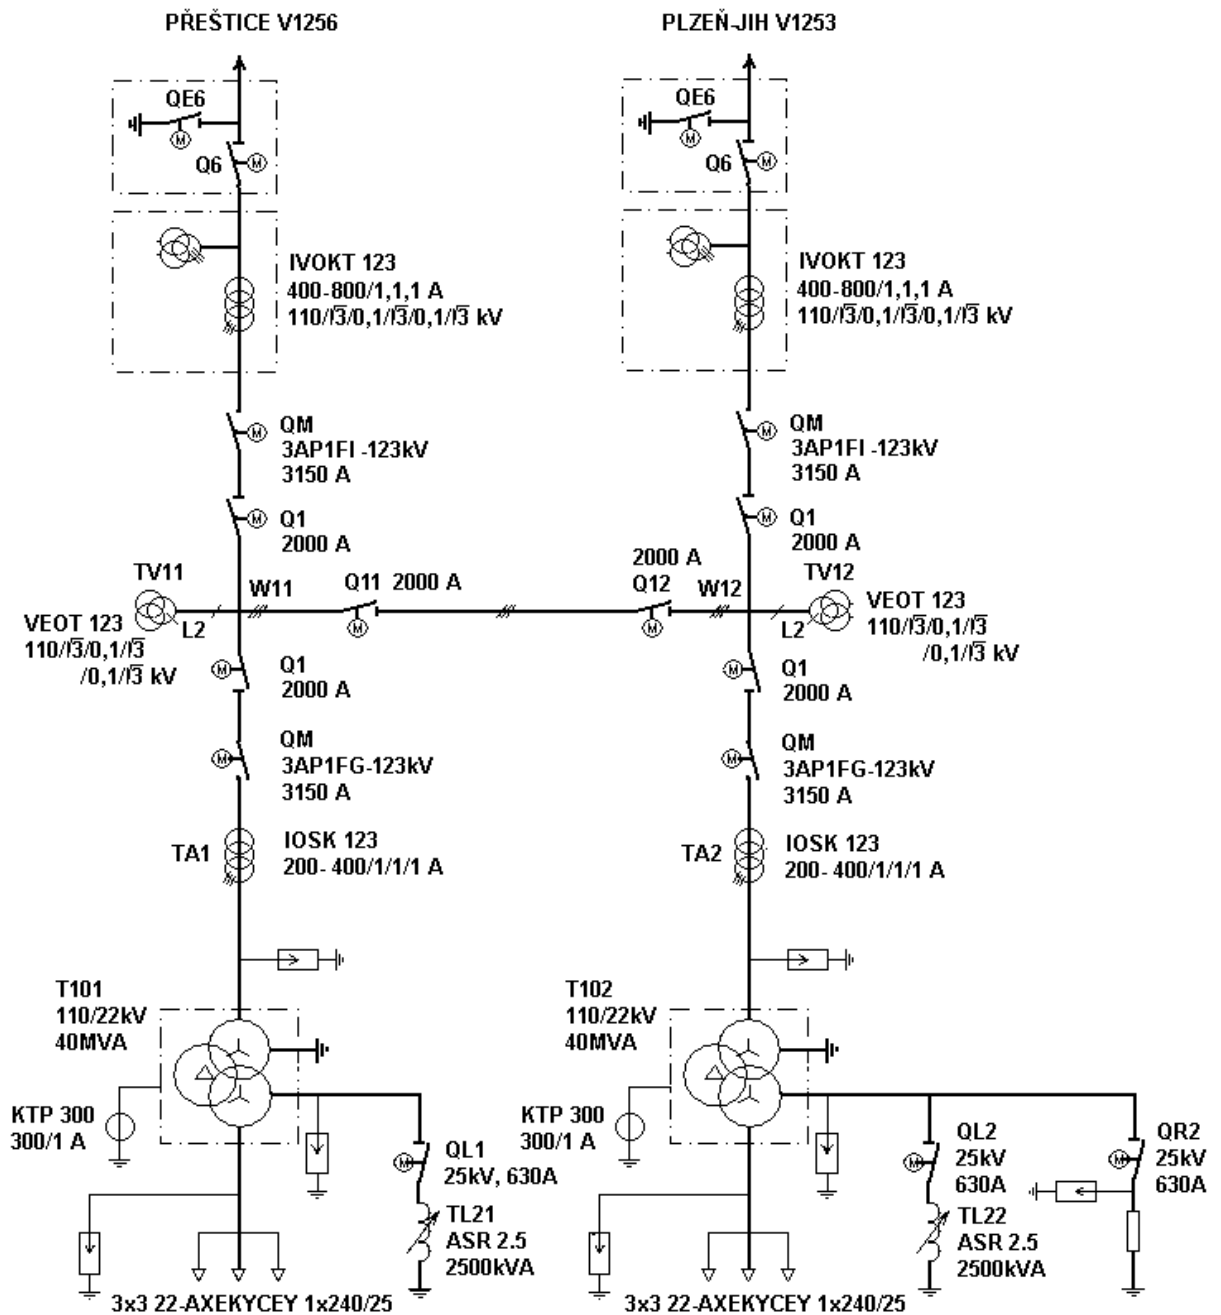 PŘEŠTICE V1256
PLZEŇ-JIH V1253
QE6
M
Q6
M
QE6
M
Q6
M
IVOKT 123
400-800/1,1,1 A
110/√3/0,1/√3/0,1/√3 kV
IVOKT 123
400-800/1,1,1 A
110/√3/0,1/√3/0,1/√3 kV
M
QM
3AP1FI -123kV
3150 A
M
QM
3AP1FI -123kV
3150 A
M
Q1
2000 A
M
Q1
2000 A
TV11
L2
VEOT 123
110/√3/0,1/√3
/0,1/√3 kV
W11
Q11 2000 A
M
2000 A
Q12
M
W12
TV12
L2
VEOT 123
110/√3/0,1/√3
/0,1/√3 kV
M
Q1
2000 A
M
Q1
2000 A
M
QM
3AP1FG-123kV
3150 A
M
QM
3AP1FG-123kV
3150 A
TA1
IOSK 123
200- 400/1/1/1 A
TA2
IOSK 123
200- 400/1/1/1 A
T101
110/22kV
40MVA
T102
110/22kV
40MVA
KTP 300
300/1 A
KTP 300
300/1 A
M
QL1
25kV, 630A
M
QL2
25kV
630A
M
QR2
25kV
630A
TL21
ASR 2.5
2500kVA
TL22
ASR 2.5
2500kVA
3x3 22-AXEKYCEY 1x240/25
3x3 22-AXEKYCEY 1x240/25